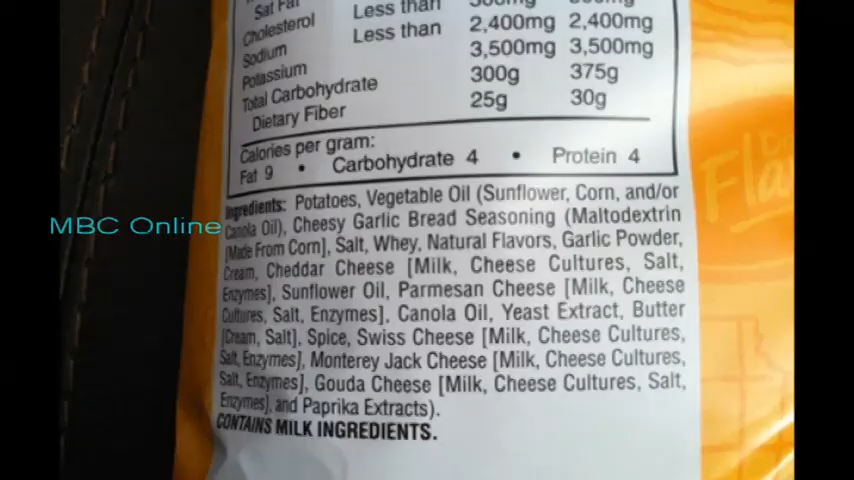 Sat Fat
Cholesterol Less than
Sodium Less than 2,400mg 2,400mg
Potassium 3,500mg 3,500mg
Total Carbohydrate 300g 375g
Dietary Fiber 25g 30g
Calories per gram:
Fat 9 • Carbohydrate 4 • Protein 4
Ingredients: Potatoes, Vegetable Oil (Sunflower, Corn, and/or
Canola Oil), Cheesy Garlic Bread Seasoning (Maltodextrin
[Made From Corn], Salt, Whey, Natural Flavors, Garlic Powder,
Cream, Cheddar Cheese [Milk, Cheese Cultures, Salt,
Enzymes], Sunflower Oil, Parmesan Cheese [Milk, Cheese
Cultures, Salt, Enzymes], Canola Oil, Yeast Extract, Butter
[Cream, Salt], Spice, Swiss Cheese [Milk, Cheese Cultures,
Salt, Enzymes], Monterey Jack Cheese [Milk, Cheese Cultures,
Salt, Enzymes], Gouda Cheese [Milk, Cheese Cultures, Salt,
Enzymes], and Paprika Extracts).
CONTAINS MILK INGREDIENTS.
MBC Online